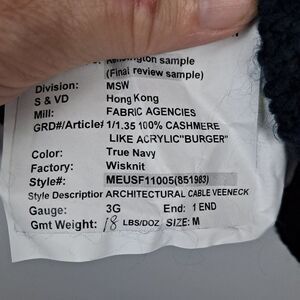 Kensington sample
(Final review sample)
Division: MSW
S & VD Hong Kong
Mill: FABRIC AGENCIES
GRD#/Article# 1/1.35 100% CASHMERE
LIKE ACRYLIC"BURGER"
Color: True Navy
Factory: Wisknit
Style#: MEUSF11005(851983)
Style Description ARCHITECTURAL CABLE VEENECK
Gauge: 3G End: 1 END
Gmt Weight: 18 LBS/DOZ SIZE: M